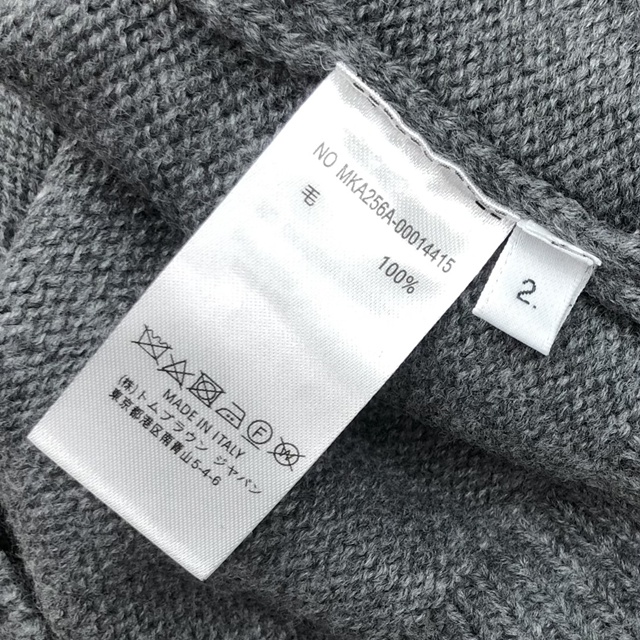 NO MKA256A-00014415
毛 100%
MADE IN ITALY
(株)トムブラウン ジャパン
東京都港区南青山5-4-6
2.